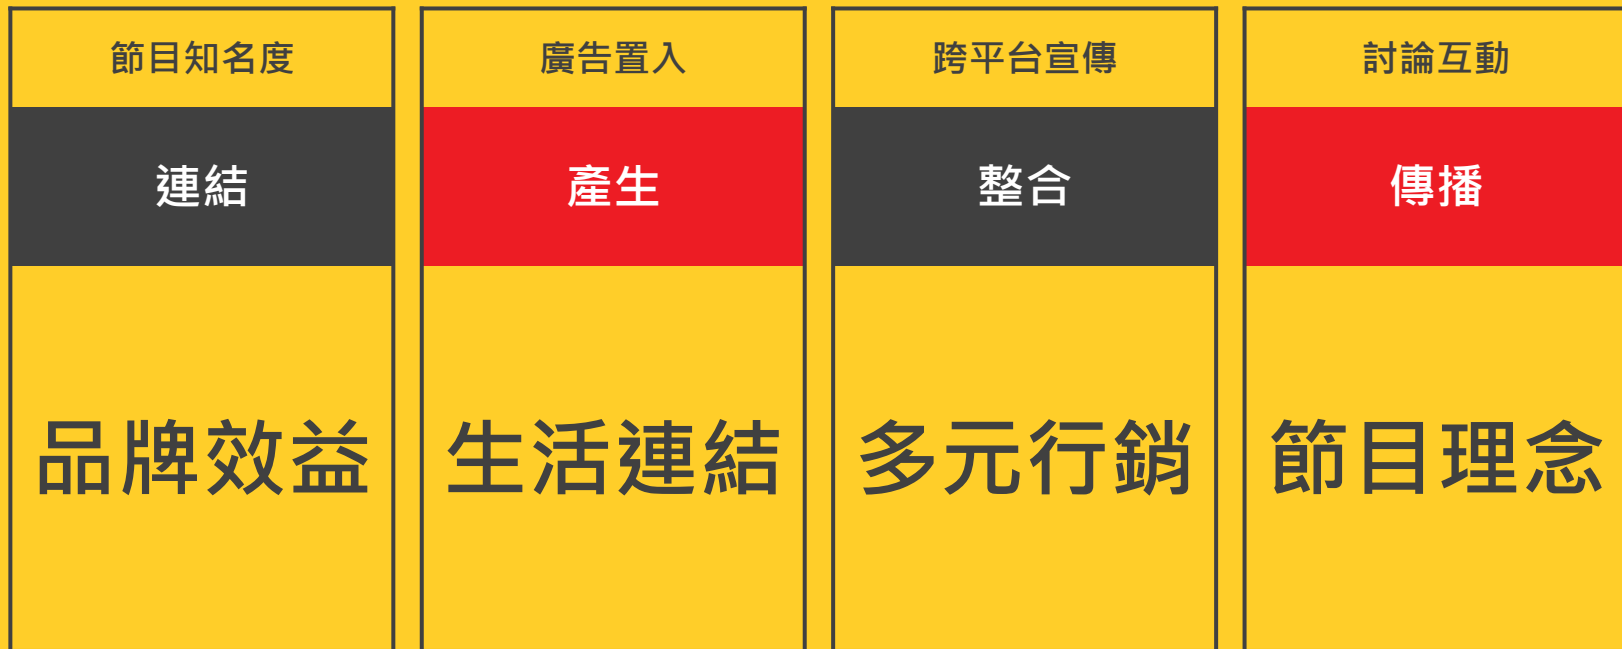 節目知名度
連結
品牌效益
廣告置入
產生
生活連結
跨平台宣傳
整合
多元行銷
討論互動
傳播
節目理念